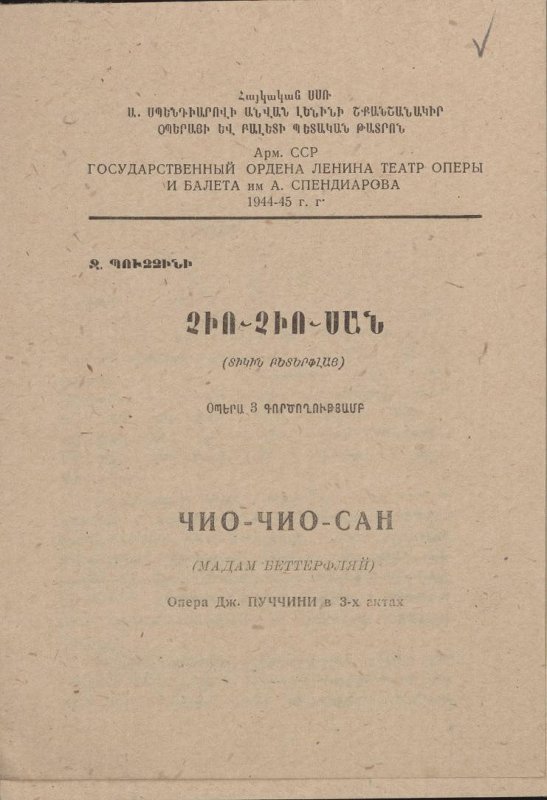 Հայկական ՍՍՌ
Ա. ՍՊԵՆԴԻԱՐՈՎԻ ԱՆՎԱՆ ԼԵՆԻՆԻ ՇՔԱՆՇԱՆԱԿԻՐ
ՕՊԵՐԱՅԻ ԵՎ ԲԱԼԵՏԻ ՊԵՏԱԿԱՆ ԹԱՏՐՈՆ
Арм. ССР
ГОСУДАРСТВЕННЫЙ ОРДЕНА ЛЕНИНА ТЕАТР ОПЕРЫ
И БАЛЕТА им А. СПЕНДИАРОВА
1944-45 г. г.
Ջ. ՊՈՒՉՉԻՆԻ
ՉԻՈ-ՉԻՈ-ՍԱՆ
(ՏԻԿԻՆ ԲԵՏԵՐՖԼԱՅ)
ՕՊԵՐԱ 3 ԳՈՐԾՈՂՈՒԹՅԱՄԲ
ЧИО-ЧИО-САН
(МАДАМ БЕТТЕРФЛЯЙ)
Опера Дж. ПУЧЧИНИ в 3-х актах